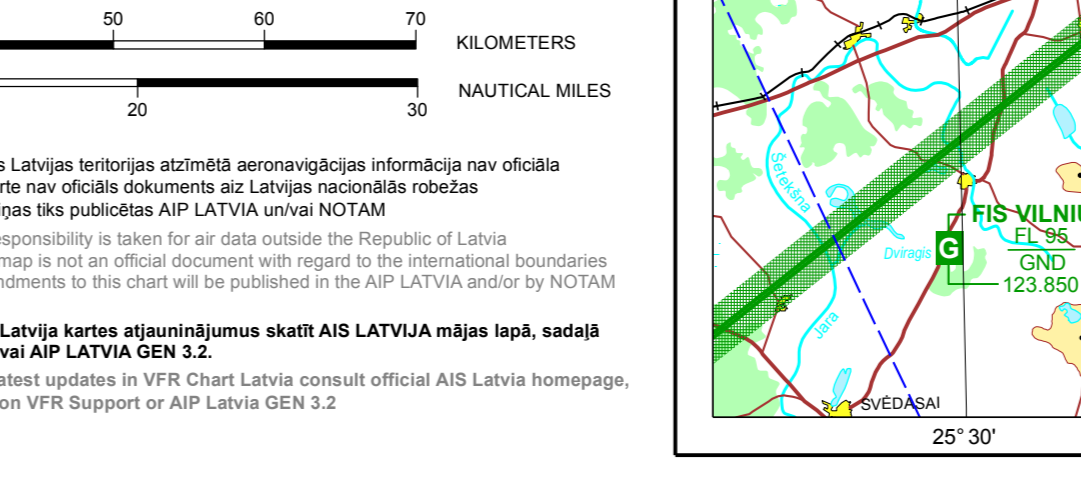 50 60 70
KILOMETERS
NAUTICAL MILES
20 30
s Latvijas teritorijas atzīmētā aeronavigācijas informācija nav oficiāla
rte nav oficiāls dokuments aiz Latvijas nacionālās robežas
iņas tiks publicētas AIP LATVIA un/vai NOTAM
esponsibility is taken for air data outside the Republic of Latvia
map is not an official document with regard to the international boundaries
ndments to this chart will be published in the AIP LATVIA and/or by NOTAM
Latvija kartes atjauninājumus skatīt AIS LATVIJA mājas lapā, sadaļā
vai AIP LATVIA GEN 3.2.
atest updates in VFR Chart Latvia consult official AIS Latvia homepage,
on VFR Support or AIP Latvia GEN 3.2
Šetekšna
FIS VILNIU
FL 95
G
Dviragis
GND
123.850
Jara
SVĖDASAI
25° 30'